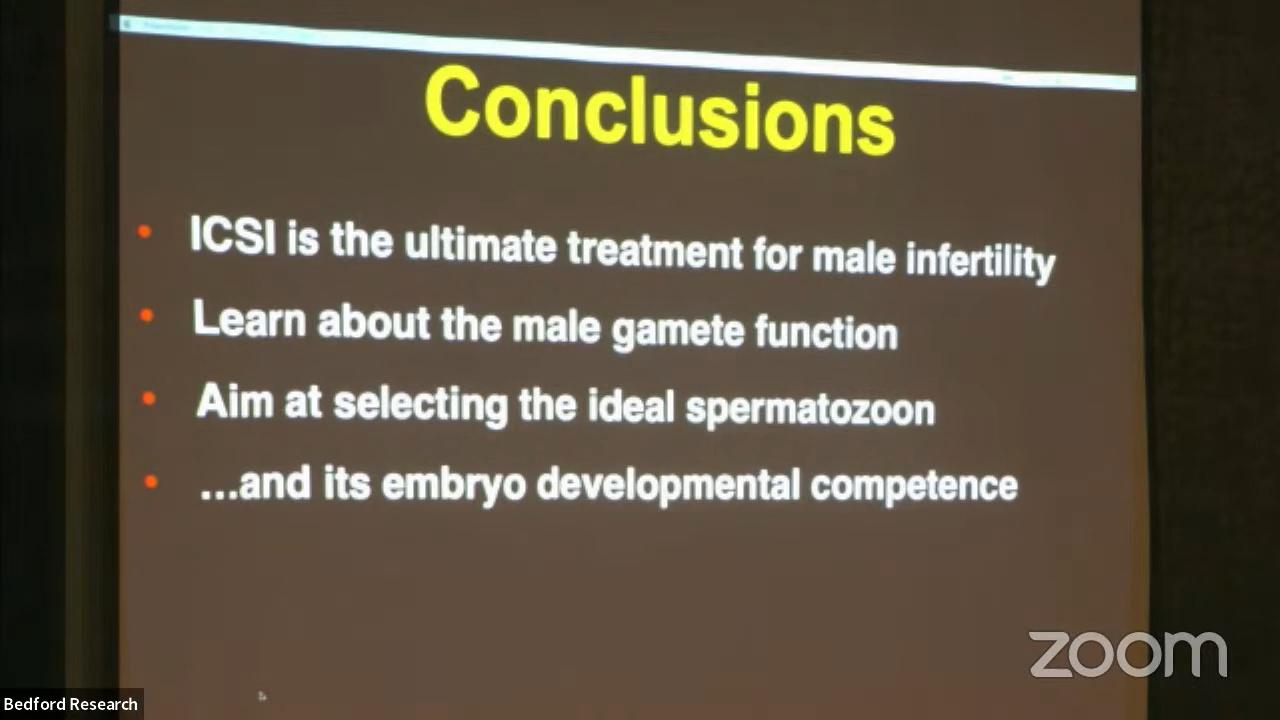 Conclusions
• ICSI is the ultimate treatment for male infertility
• Learn about the male gamete function
• Aim at selecting the ideal spermatozoon
• ...and its embryo developmental competence
zoom
Bedford Research